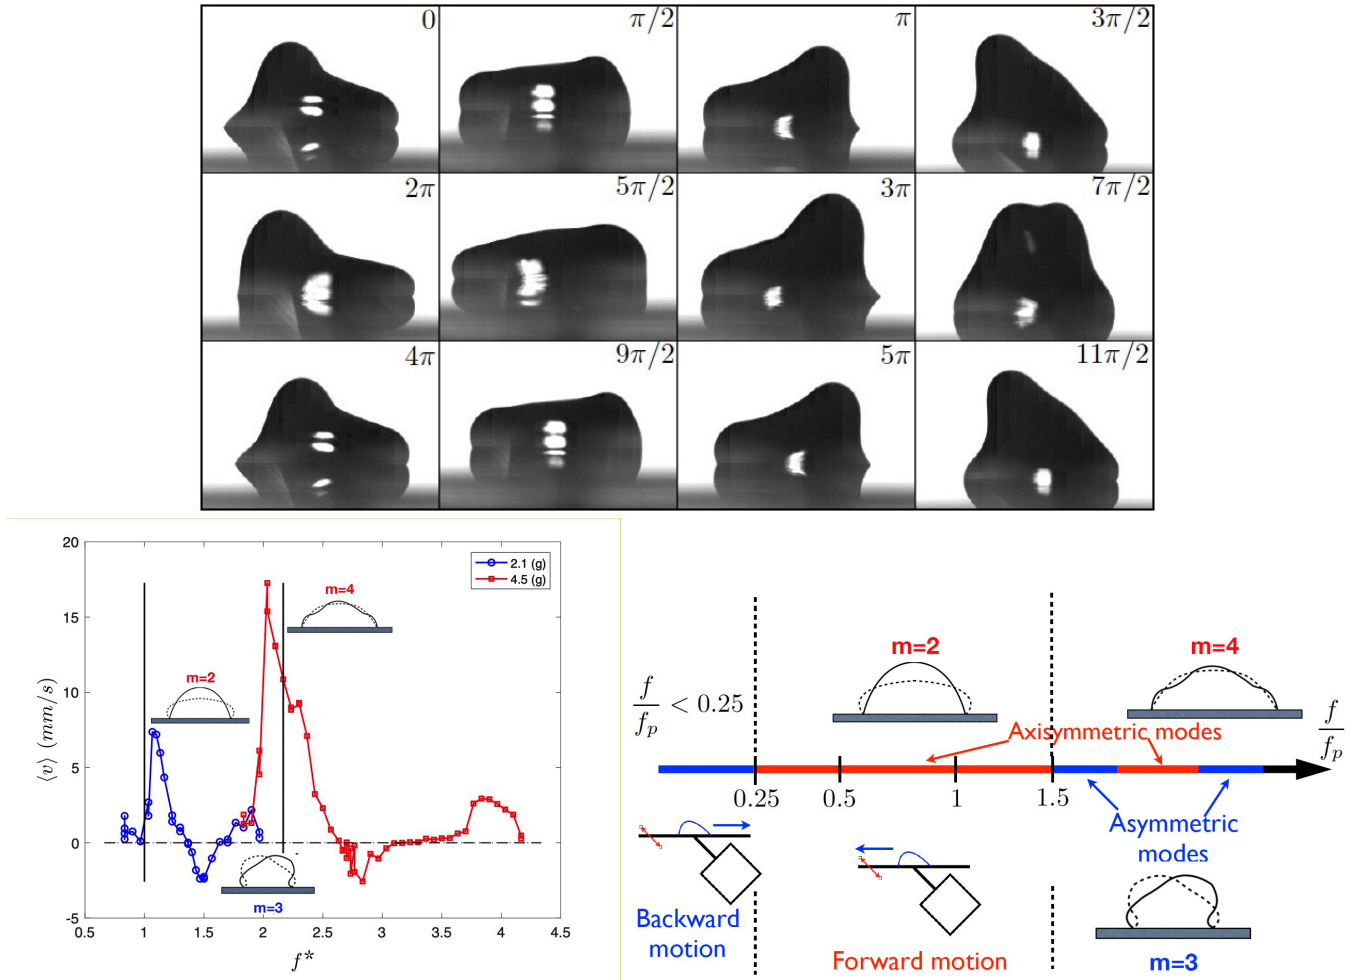 0
π/2
π
3π/2
2π
5π/2
3π
7π/2
4π
9π/2
5π
11π/2
20
15
10
5
0
-5
0.5
1
1.5
2
2.5
3
3.5
4
4.5
⟨v⟩ (mm/s)
f*
2.1 (g)
4.5 (g)
m=4
m=2
m=3
f/f_p < 0.25
m=2
m=4
f/f_p
Axisymmetric modes
0.25
0.5
1
1.5
Asymmetric
modes
Backward
motion
Forward motion
m=3